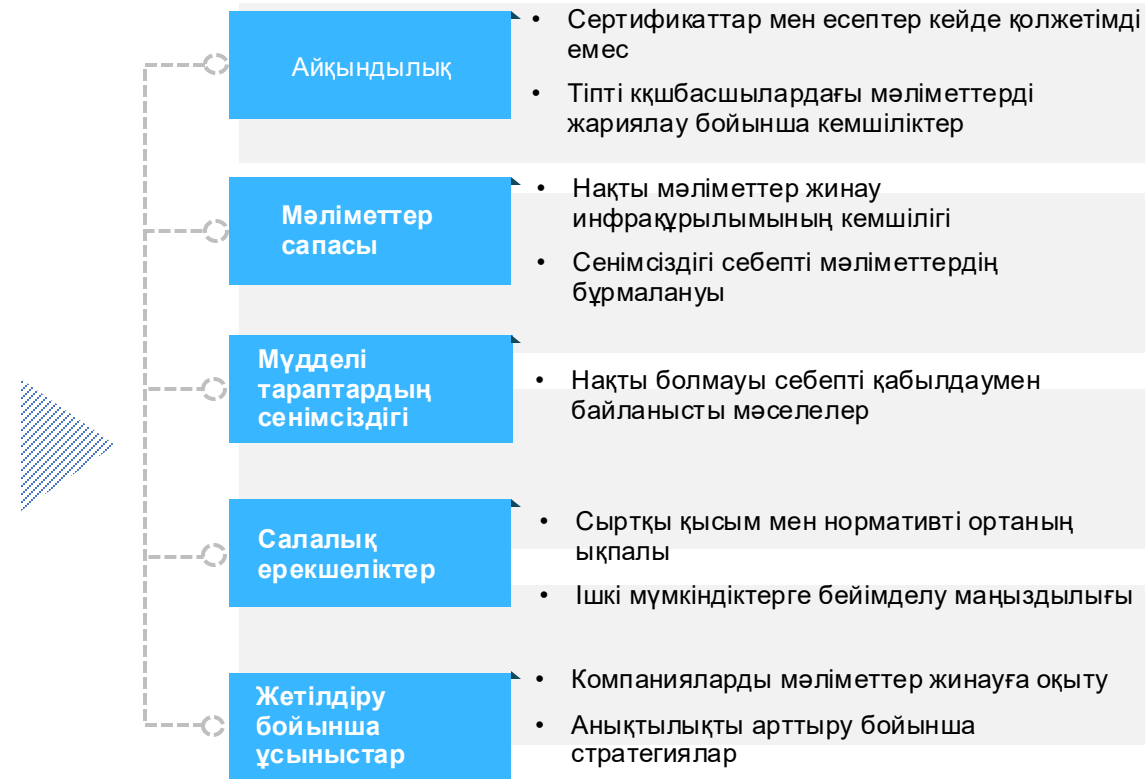 Айқындылық
• Сертификаттар мен есептер кейде қолжетімді
емес
• Тіпті кқшбасшылардағы мәліметтерді
жариялау бойынша кемшіліктер
Мәліметтер
сапасы
• Нақты мәліметтер жинау
инфрақұрылымының кемшілігі
• Сенімсіздігі себепті мәліметтердің
бұрмалануы
Мүдделі
тараптардың
сенімсіздігі
• Нақты болмауы себепті қабылдаумен
байланысты мәселелер
Салалық
ерекшеліктер
• Сыртқы қысым мен нормативті ортаның
ықпалы
• Ішкі мүмкіндіктерге бейімделу маңыздылығы
Жетілдіру
бойынша
ұсыныстар
• Компанияларды мәліметтер жинауға оқыту
• Анықтылықты арттыру бойынша
стратегиялар